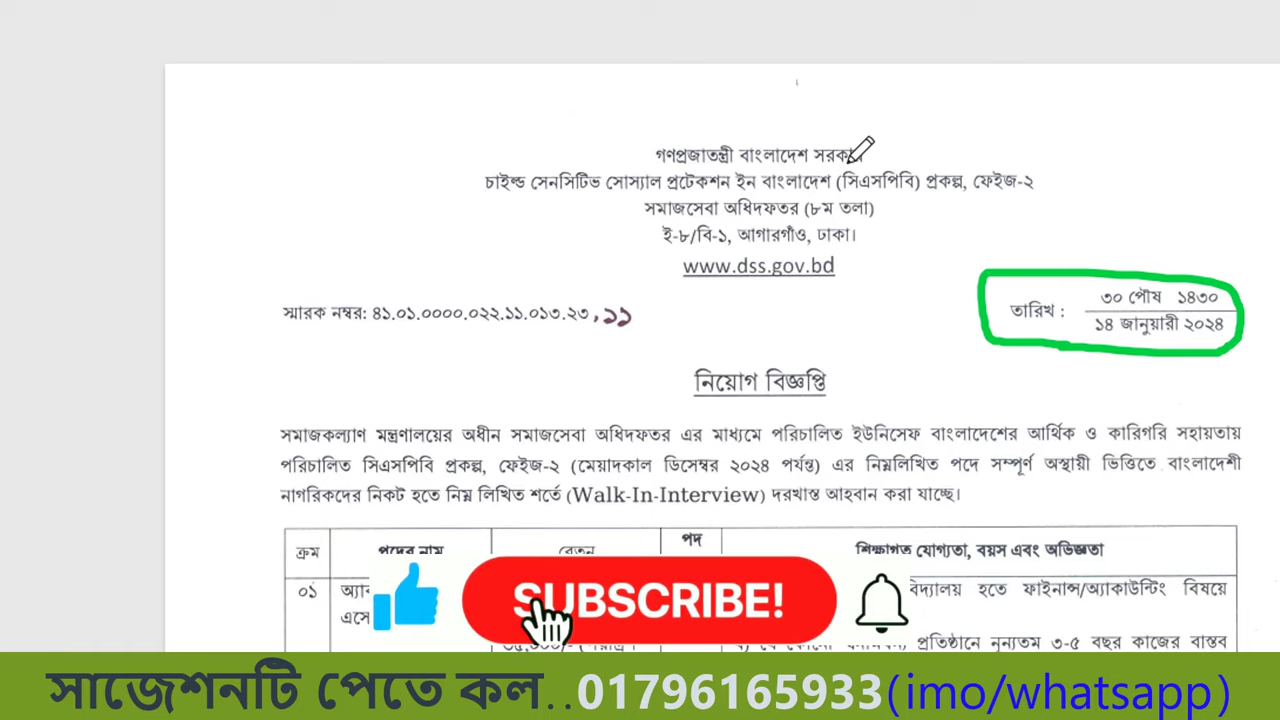 গণপ্রজাতন্ত্রী বাংলাদেশ
চাইল্ড সেনসিটিভ সোস্যাল প্রটেকশন ইন বাংলাদেশ (সিএসপিবি) প্রকল্প, ফেইজ-২
সমাজসেবা অধিদফতর (৮ম তলা)
ই-৮/বি-১, আগারগাঁও, ঢাকা।
www.dss.gov.bd
স্মারক নম্বর: ৪১.০১.০০০০.০২২.১১.০১৩.২৩.১১
তারিখ : ৩০ পৌষ ১৪৩০
১৪ জানুয়ারী ২০২৪
নিয়োগ বিজ্ঞপ্তি
সমাজকল্যাণ মন্ত্রণালয়ের অধীন সমাজসেবা অধিদফতর এর মাধ্যমে পরিচালিত ইউনিসেফ বাংলাদেশের আর্থিক ও কারিগরি সহায়তায়
পরিচালিত সিএসপিবি প্রকল্প, ফেইজ-২ (মেয়াদকাল ডিসেম্বর ২০২৪ পর্যন্ত) এর নিম্নলিখিত পদে সম্পূর্ণ অস্থায়ী ভিত্তিতে বাংলাদেশী
নাগরিকদের নিকট হতে নিম্ন লিখিত শর্তে (Walk-In-Interview) দরখাস্ত আহবান করা যাচ্ছে।
ক্রম পদের নাম বেতন পদ শিক্ষাগত যোগ্যতা, বয়স এবং অভিজ্ঞতা
০১ হতে ফাইনান্স/অ্যাকাউন্টিং বিষয়ে
প্রতিষ্ঠানে নূন্যতম ৩-৫ বছর কাজের বাস্তব
SUBSCRIBE!
সাজেশনটি পেতে কল..01796165933(imo/whatsapp)